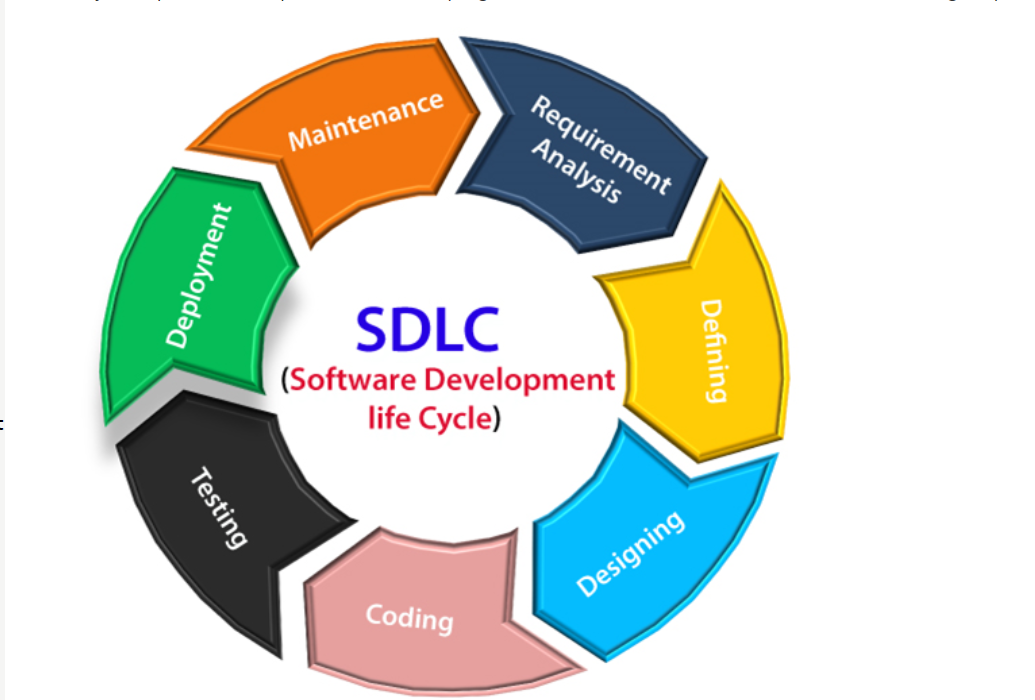 SDLC
(Software Development
life Cycle)
Requirement
Analysis
Defining
Designing
Coding
Testing
Deployment
Maintenance